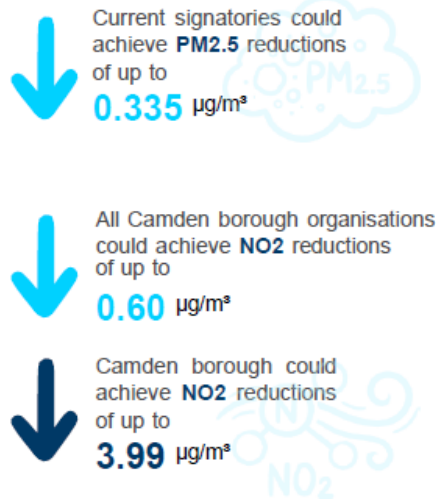 Current signatories could
achieve PM2.5 reductions
of up to
0.335 µg/m³
PM2.5
All Camden borough organisations
could achieve NO2 reductions
of up to
0.60 µg/m³
Camden borough could
achieve NO2 reductions
of up to
3.99 µg/m³
N
NO2